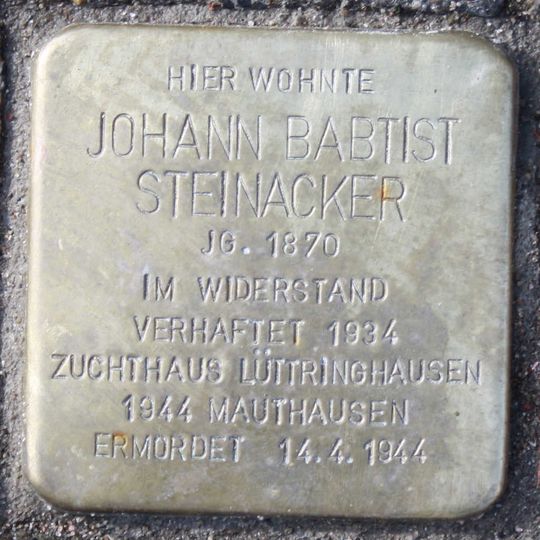 HIER WOHNTE
JOHANN BABTIST
STEINACKER
JG. 1870
IM WIDERSTAND
VERHAFTET 1934
ZUCHTHAUS LÜTTRINGHAUSEN
1944 MAUTHAUSEN
ERMORDET 14.4.1944